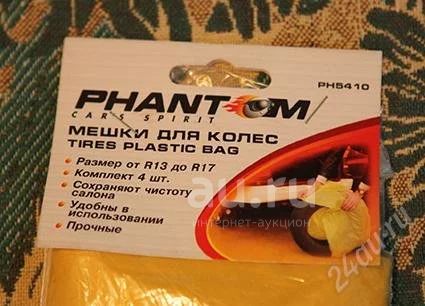 PHANTOM
CAR'S SPIRIT
PH5410
МЕШКИ ДЛЯ КОЛЕС
TIRES PLASTIC BAG
• Размер от R13 до R17
• Комплект 4 шт.
• Сохраняют чистоту
салона
• Удобны в
использовании
• Прочные
au.ru
интернет-аукцион
24au.ru